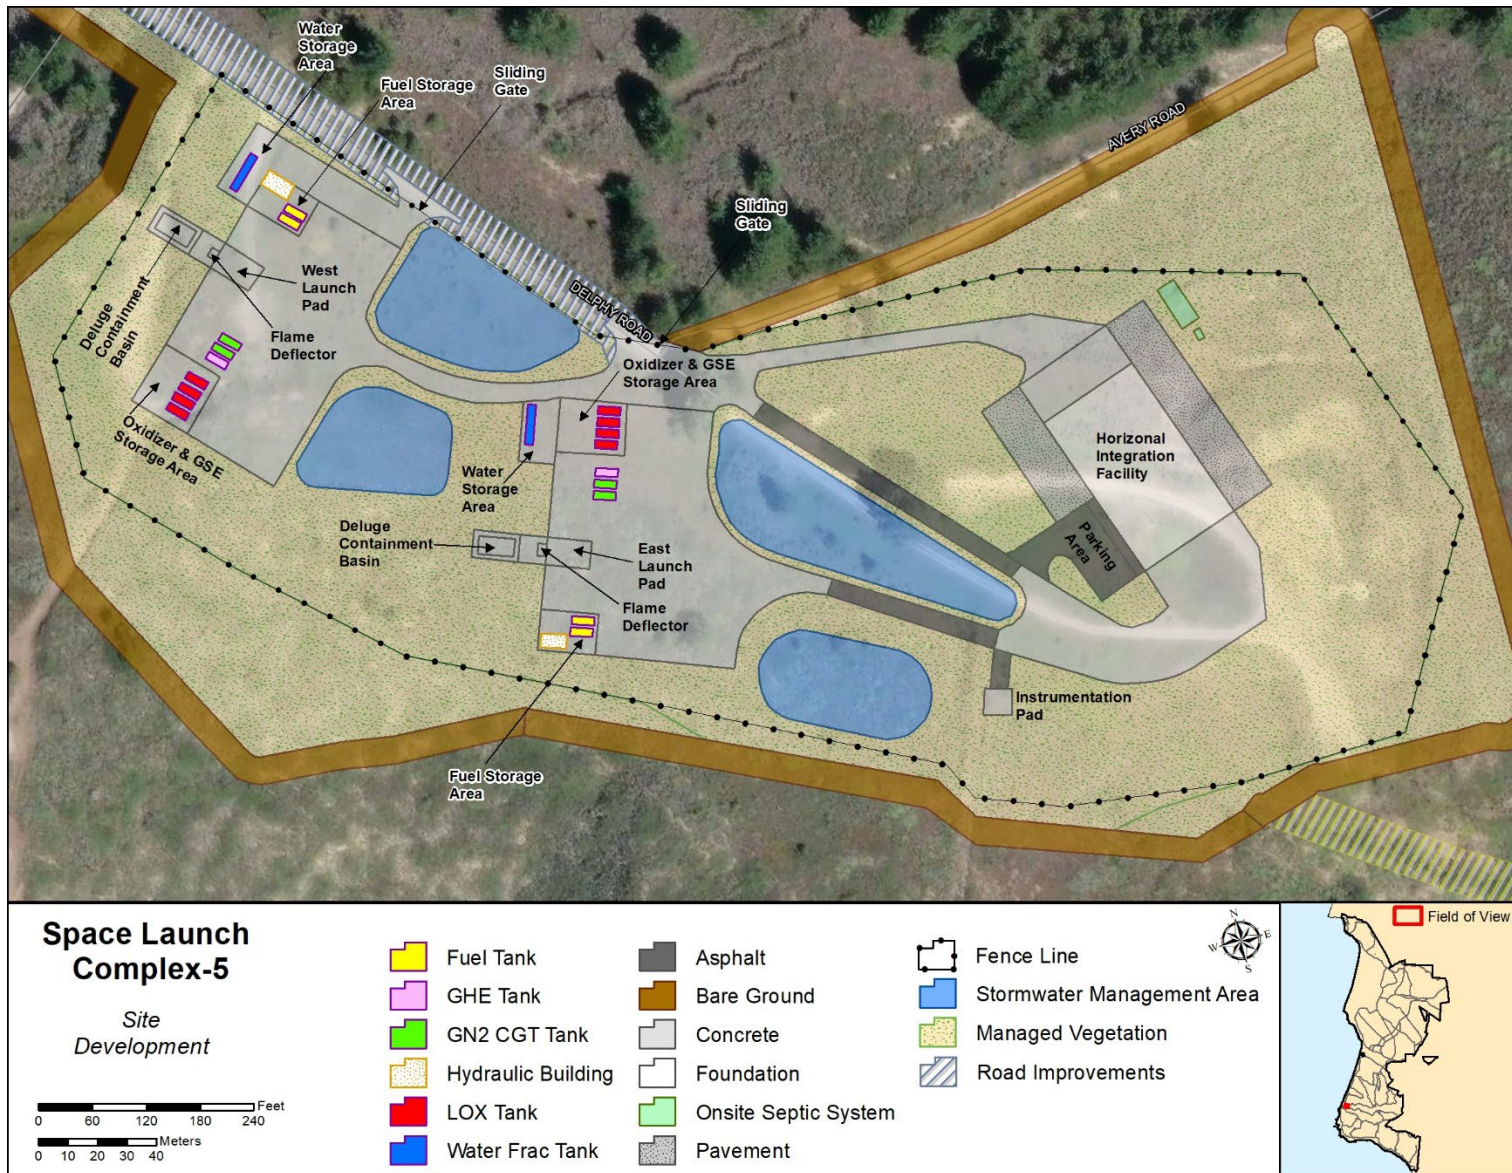 Water
Storage
Area
Fuel Storage
Area
Sliding
Gate
AVERY ROAD
Sliding
Gate
West
Launch
Pad
Deluge
Containment
Basin
Flame
Deflector
DELPHY ROAD
Oxidizer & GSE
Storage Area
Oxidizer & GSE
Storage Area
Water
Storage
Area
Horizonal
Integration
Facility
Deluge
Containment
Basin
East
Launch
Pad
Parking
Area
Flame
Deflector
Instrumentation
Pad
Fuel Storage
Area
Space Launch
Complex-5
Site
Development
Feet
0 60 120 180 240
Meters
0 10 20 30 40
Fuel Tank
GHE Tank
GN2 CGT Tank
Hydraulic Building
LOX Tank
Water Frac Tank
Asphalt
Bare Ground
Concrete
Foundation
Onsite Septic System
Pavement
Fence Line
Stormwater Management Area
Managed Vegetation
Road Improvements
N
W E
S
Field of View